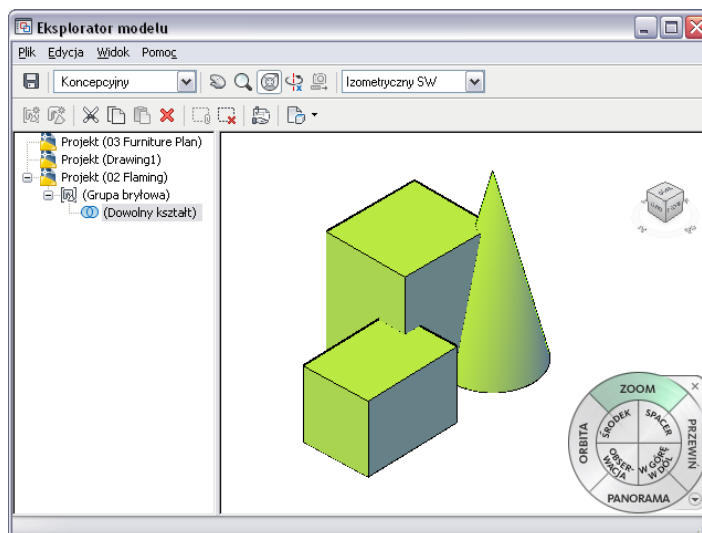 Eksplorator modelu
Plik Edycja Widok Pomoc
Koncepcyjny Izometryczny SW
Projekt (03 Furniture Plan)
Projekt (Drawing1)
Projekt (02 Flaming)
(Grupa bryłowa)
(Dowolny kształt)
ZOOM
ORBITA
ŚRODEK
SPACER
PRZEWIŃ
OBSER-
WACJA
W GÓRĘ
W DÓŁ
PANORAMA